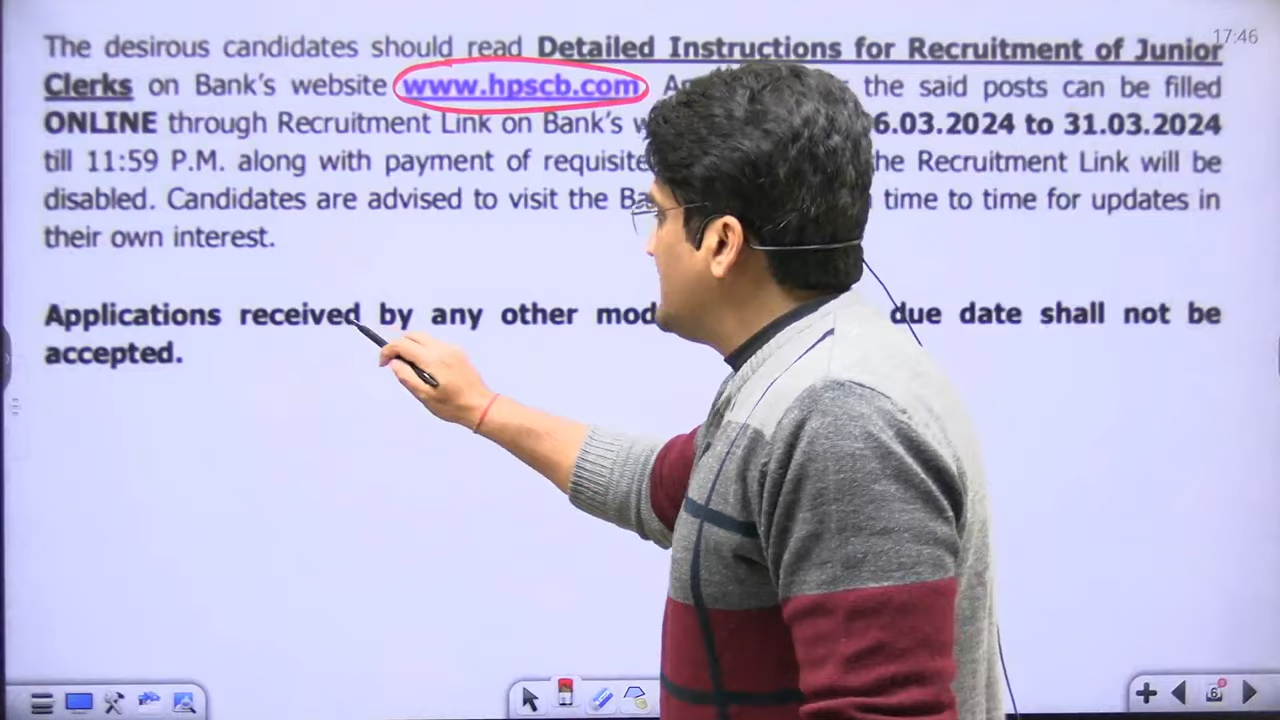 17:46
The desirous candidates should read Detailed Instructions for Recruitment of Junior
Clerks on Bank's website www.hpscb.com the said posts can be filled
ONLINE through Recruitment Link on Bank's 6.03.2024 to 31.03.2024
till 11:59 P.M. along with payment of requisite Recruitment Link will be
disabled. Candidates are advised to visit the time to time for updates in
their own interest.
Applications received by any other due date shall not be
accepted.
6